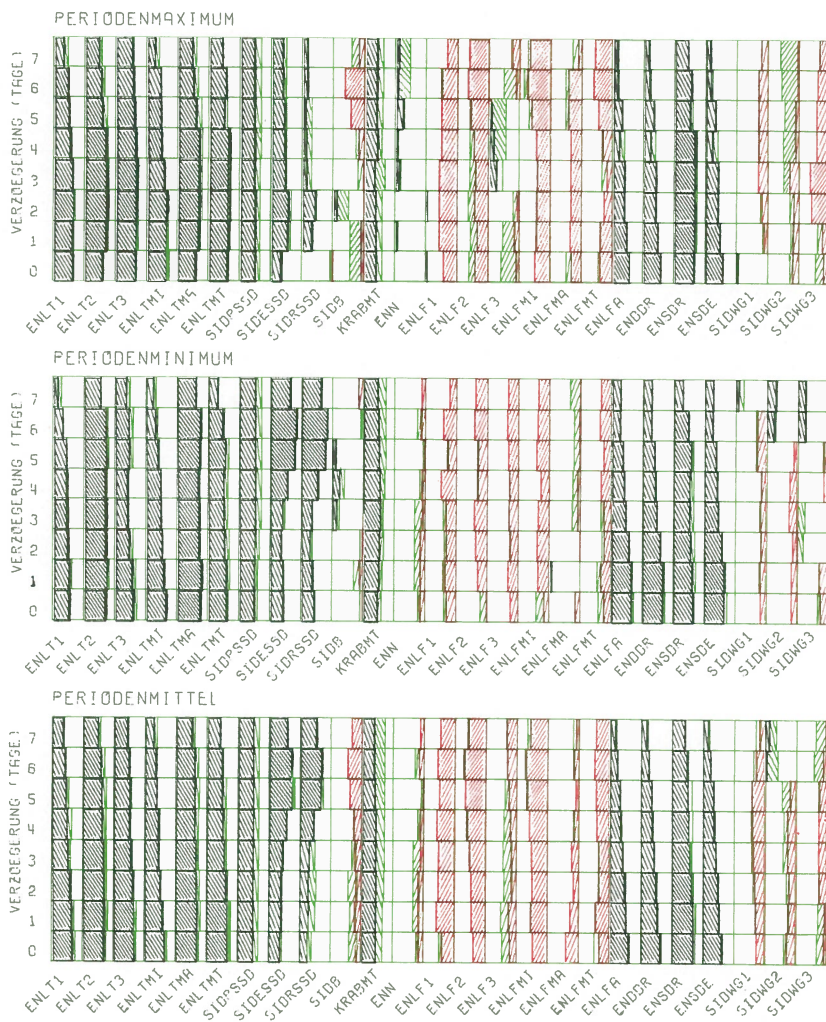 PERIODENMAXIMUM
VERZOEGERUNG (TAGE)
7
6
5
4
3
2
1
0
ENLT1 ENLT2 ENLT3 ENLTMI ENLTMA ENLTMT SIDPSSD SIDESSD SIDRSSD SIDB KRABMT ENN ENLF1 ENLF2 ENLF3 ENLFMI ENLFMA ENLFMT ENLFA ENDDR ENSDR ENSDE SIDWG1 SIDWG2 SIDWG3
PERIODENMINIMUM
VERZOEGERUNG (TAGE)
7
6
5
4
3
2
1
0
ENLT1 ENLT2 ENLT3 ENLTMI ENLTMA ENLTMT SIDPSSD SIDESSD SIDRSSD SIDB KRABMT ENN ENLF1 ENLF2 ENLF3 ENLFMI ENLFMA ENLFMT ENLFA ENDDR ENSDR ENSDE SIDWG1 SIDWG2 SIDWG3
PERIODENMITTEL
VERZOEGERUNG (TAGE)
7
6
5
4
3
2
1
0
ENLT1 ENLT2 ENLT3 ENLTMI ENLTMA ENLTMT SIDPSSD SIDESSD SIDRSSD SIDB KRABMT ENN ENLF1 ENLF2 ENLF3 ENLFMI ENLFMA ENLFMT ENLFA ENDDR ENSDR ENSDE SIDWG1 SIDWG2 SIDWG3